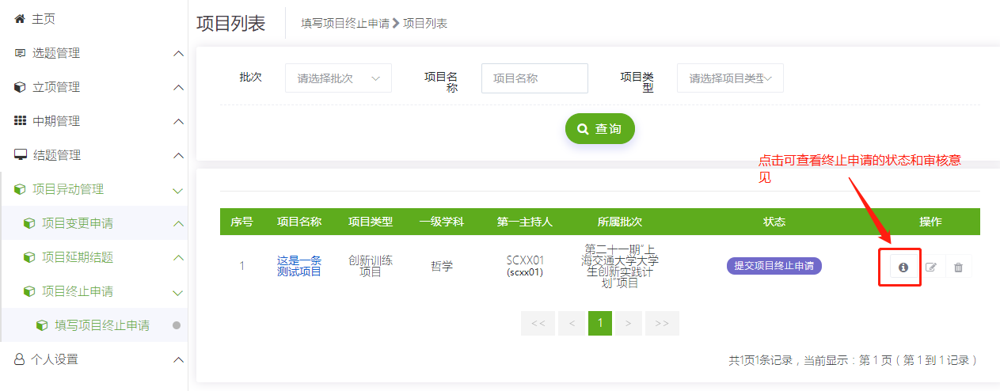 主页
选题管理
立项管理
中期管理
结题管理
项目异动管理
项目变更申请
项目延期结题
项目终止申请
填写项目终止申请
个人设置
项目列表
填写项目终止申请 项目列表
批次
请选择批次
项目名
称
项目名称
项目类
型
请选择项目类型
查询
点击可查看终止申请的状态和审核意
见
序号 项目名称 项目类型 一级学科 第一主持人 所属批次 状态 操作
1
这是一条
测试项目
创新训练
项目
哲学
SCXX01
(scxx01)
第二十一期“上
海交通大学大学
生创新实践计
划”项目
提交项目终止申请
<< < 1 > >>
共1页1条记录，当前显示：第 1 页（第 1 到 1 记录）